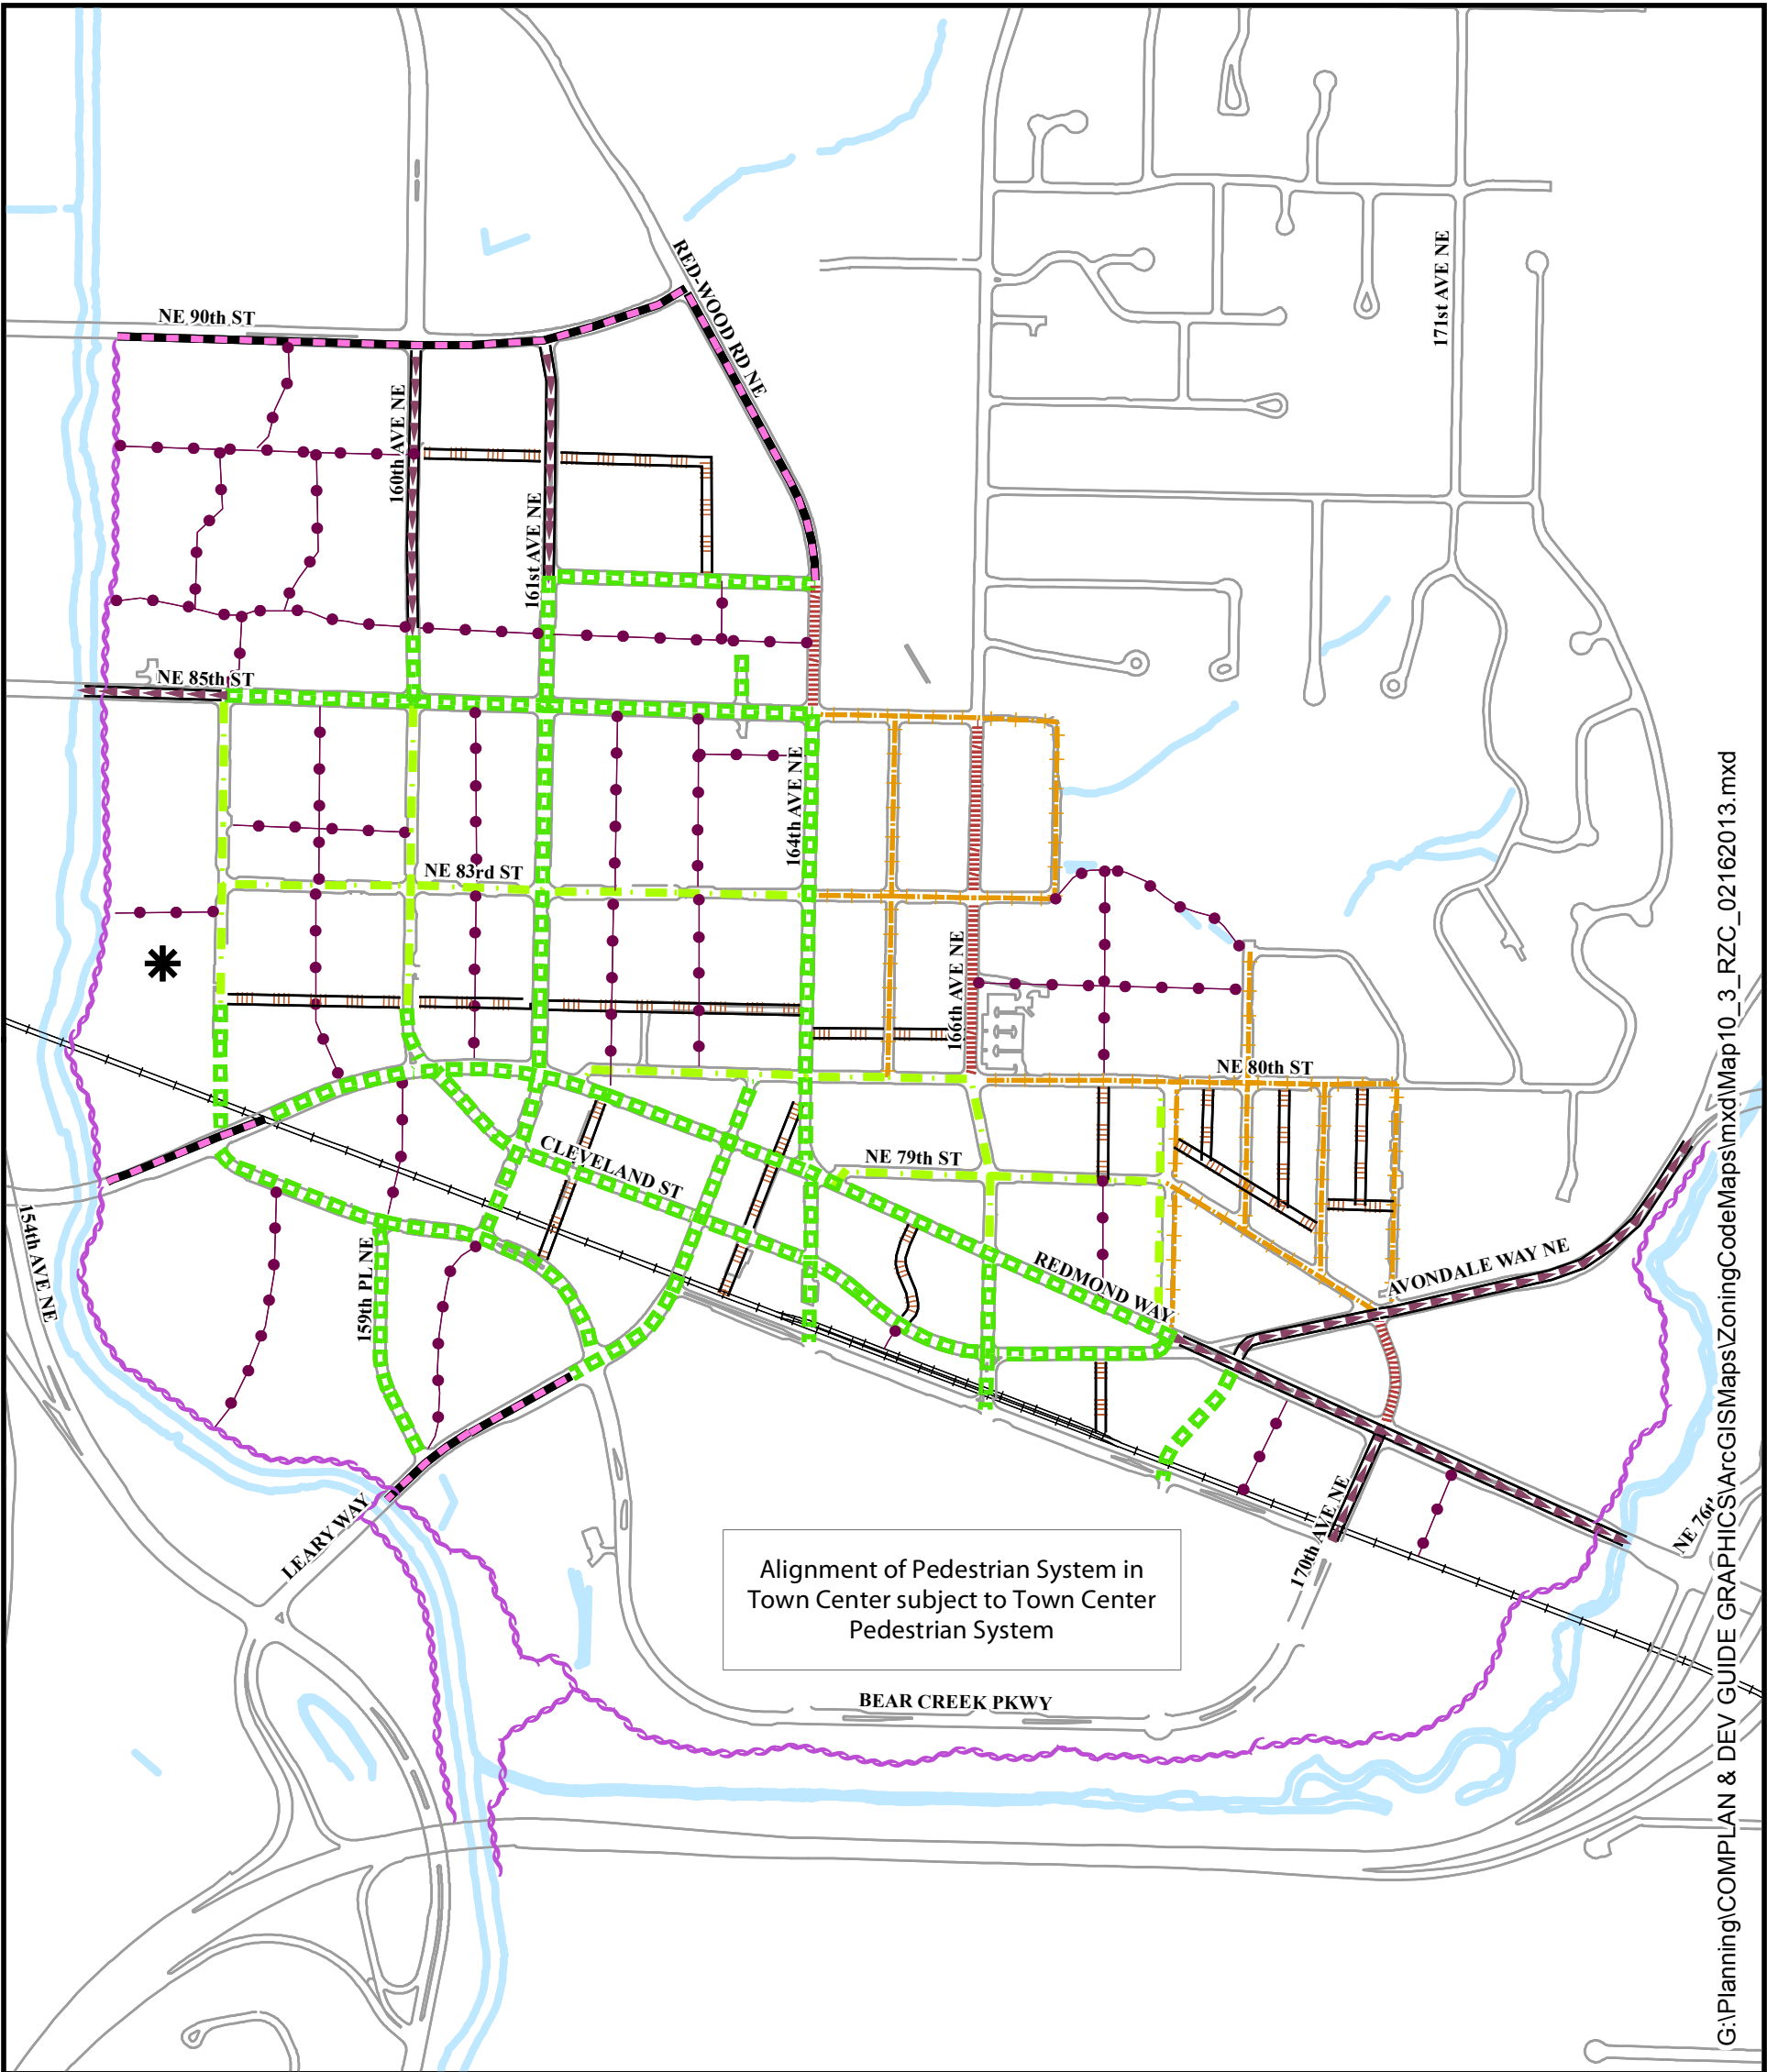 RED-WOOD RD NE
171st AVE NE
NE 90th ST
160th AVE NE
161st AVE NE
NE 85th ST
164th AVE NE
NE 83rd ST
166th AVE NE
NE 80th ST
CLEVELAND ST
NE 79th ST
154th AVE NE
159th PL NE
REDMOND WAY
AVONDALE WAY NE
LEARY WAY
170th AVE NE
NE
Alignment of Pedestrian System in
Town Center subject to Town Center
Pedestrian System
BEAR CREEK PKWY
G:\Planning\COMPLAN & DEV GUIDE GRAPHICS\ArcGISMaps\ZoningCodeMaps\mxd\Map10_3_RZC_02162013.mxd